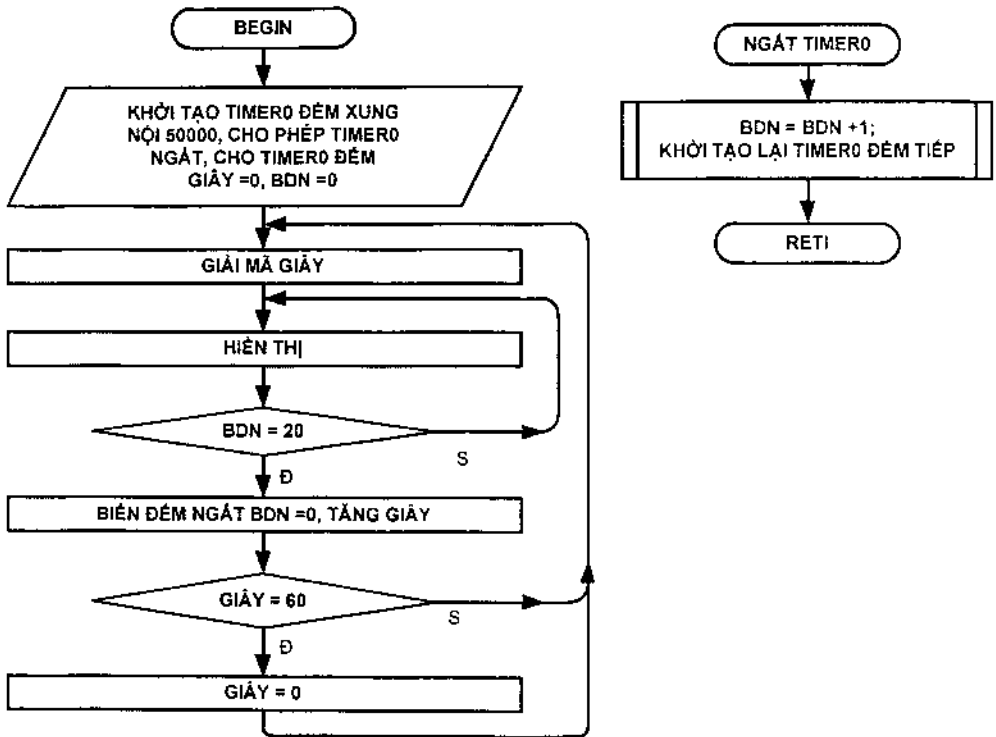 BEGIN
KHỞI TẠO TIMER0 ĐẾM XUNG
NỘI 50000, CHO PHÉP TIMER0
NGẮT, CHO TIMER0 ĐẾM
GIÂY =0, BDN =0
GIẢI MÃ GIÂY
HIỂN THỊ
BDN = 20
S
Đ
BIẾN ĐẾM NGẮT BDN =0, TĂNG GIÂY
GIÂY = 60
S
Đ
GIÂY = 0
NGẮT TIMER0
BDN = BDN +1;
KHỞI TẠO LẠI TIMER0 ĐẾM TIẾP
RETI